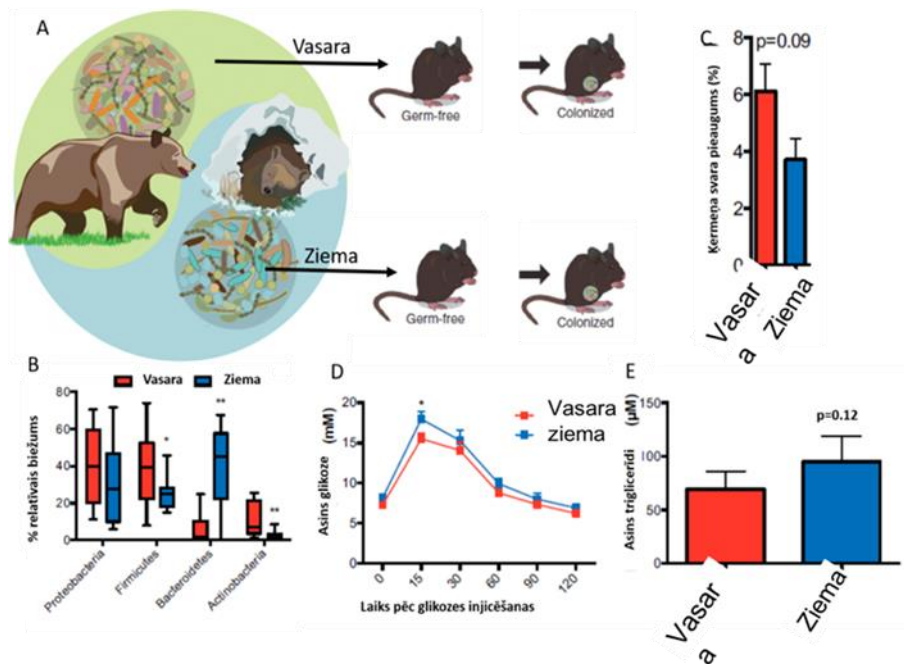 A
Vasara
Germ-free
Colonized
Ziema
Germ-free
Colonized
C
p=0.09
8
6
4
2
0
Ķermeņa svara pieaugums (%)
Vasar
a
Ziema
B
Vasara
Ziema
% relatīvais biežums
80
60
40
20
0
*
**
**
Proteobacteria
Firmicutes
Bacteroidetes
Actinobacteria
D
Asins glikoze (mM)
20
15
10
5
0
*
Vasara
ziema
0
15
30
60
90
120
Laiks pēc glikozes injicēšanas
E
Asins triglicerīdi (µM)
150
100
50
0
p=0.12
Vasar
a
Ziema